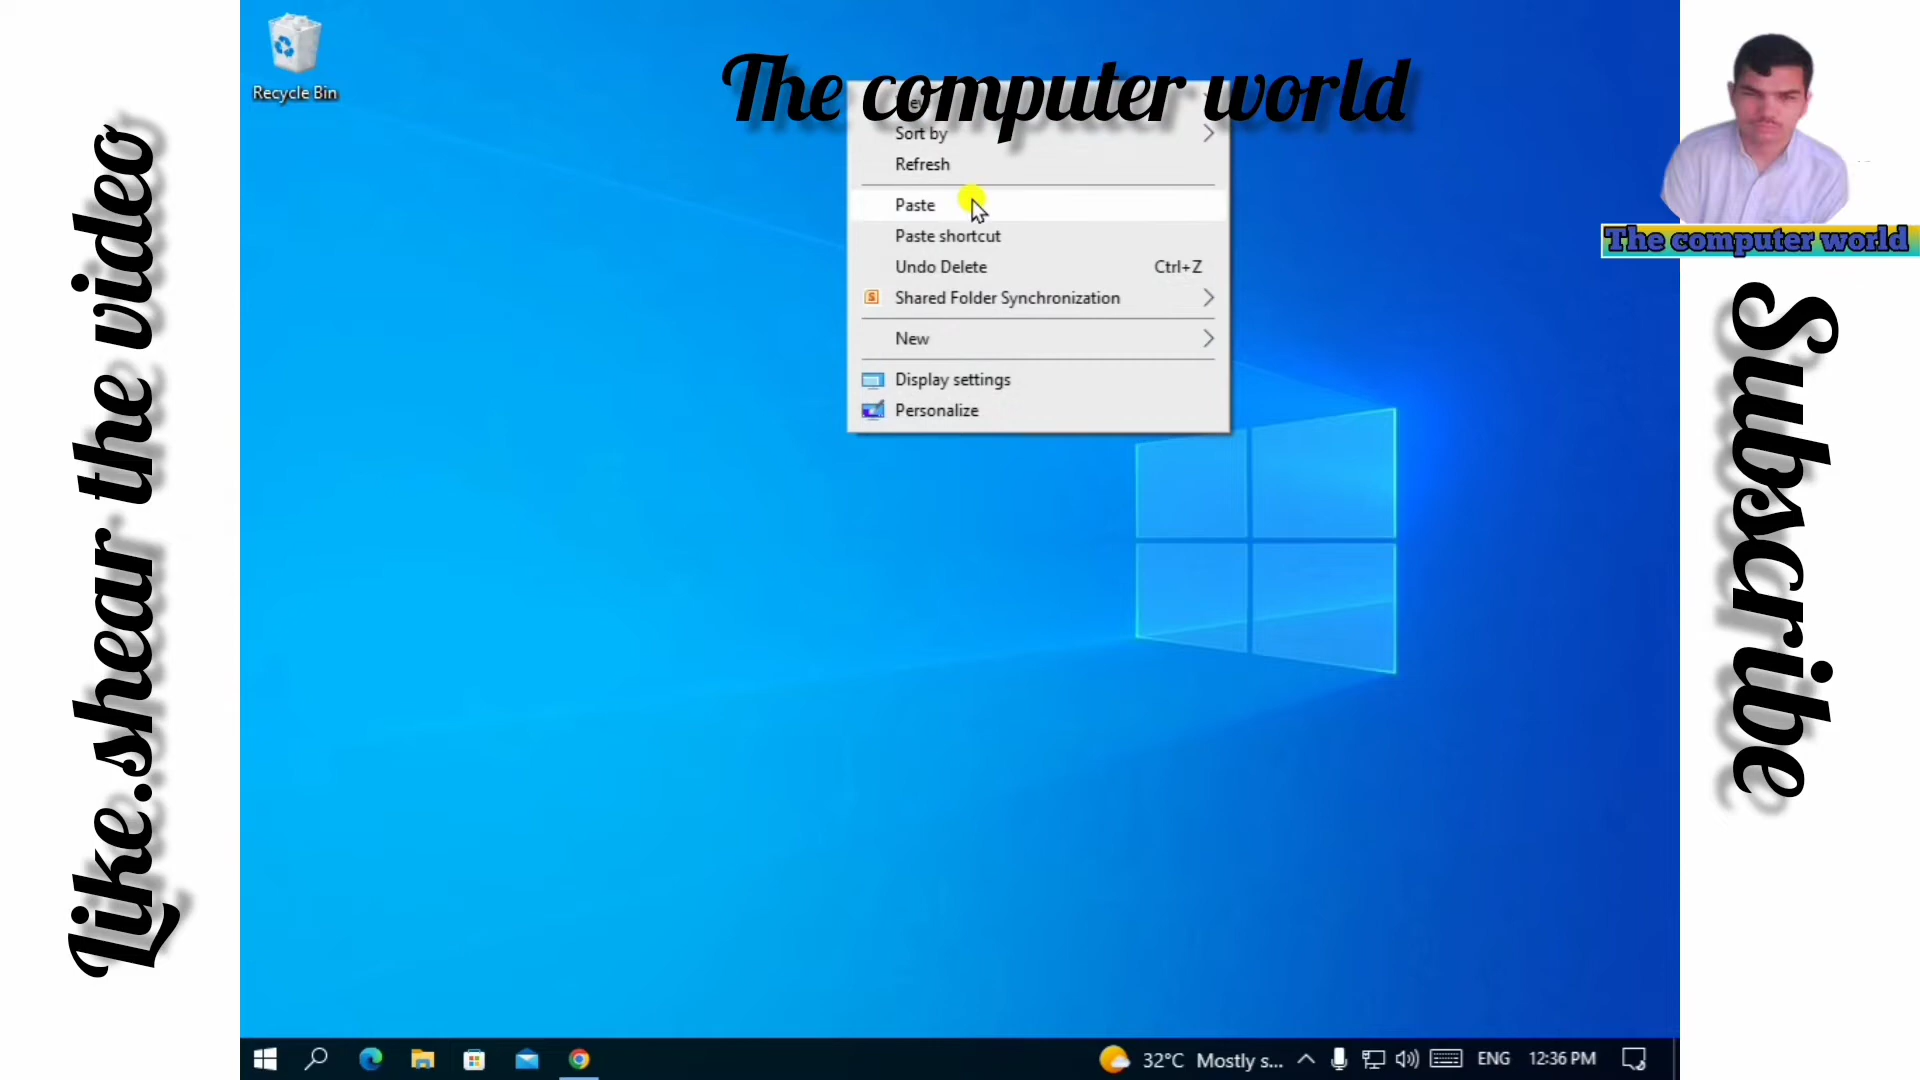 Recycle Bin
The computer world
Sort by
Refresh
Paste
Paste shortcut
Undo Delete Ctrl+Z
Shared Folder Synchronization
New
Display settings
Personalize
Like.shear the video
The computer world
Subscribe
32°C Mostly s... ENG 12:36 PM